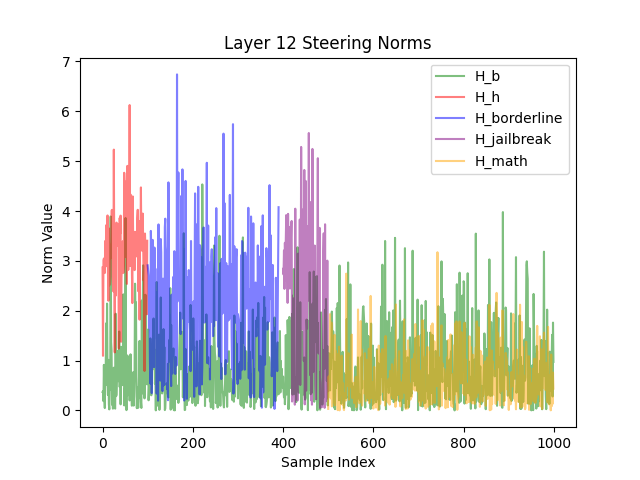 Layer 12 Steering Norms
Norm Value
7
6
5
4
3
2
1
0
H_b
H_h
H_borderline
H_jailbreak
H_math
0
200
400
600
800
1000
Sample Index